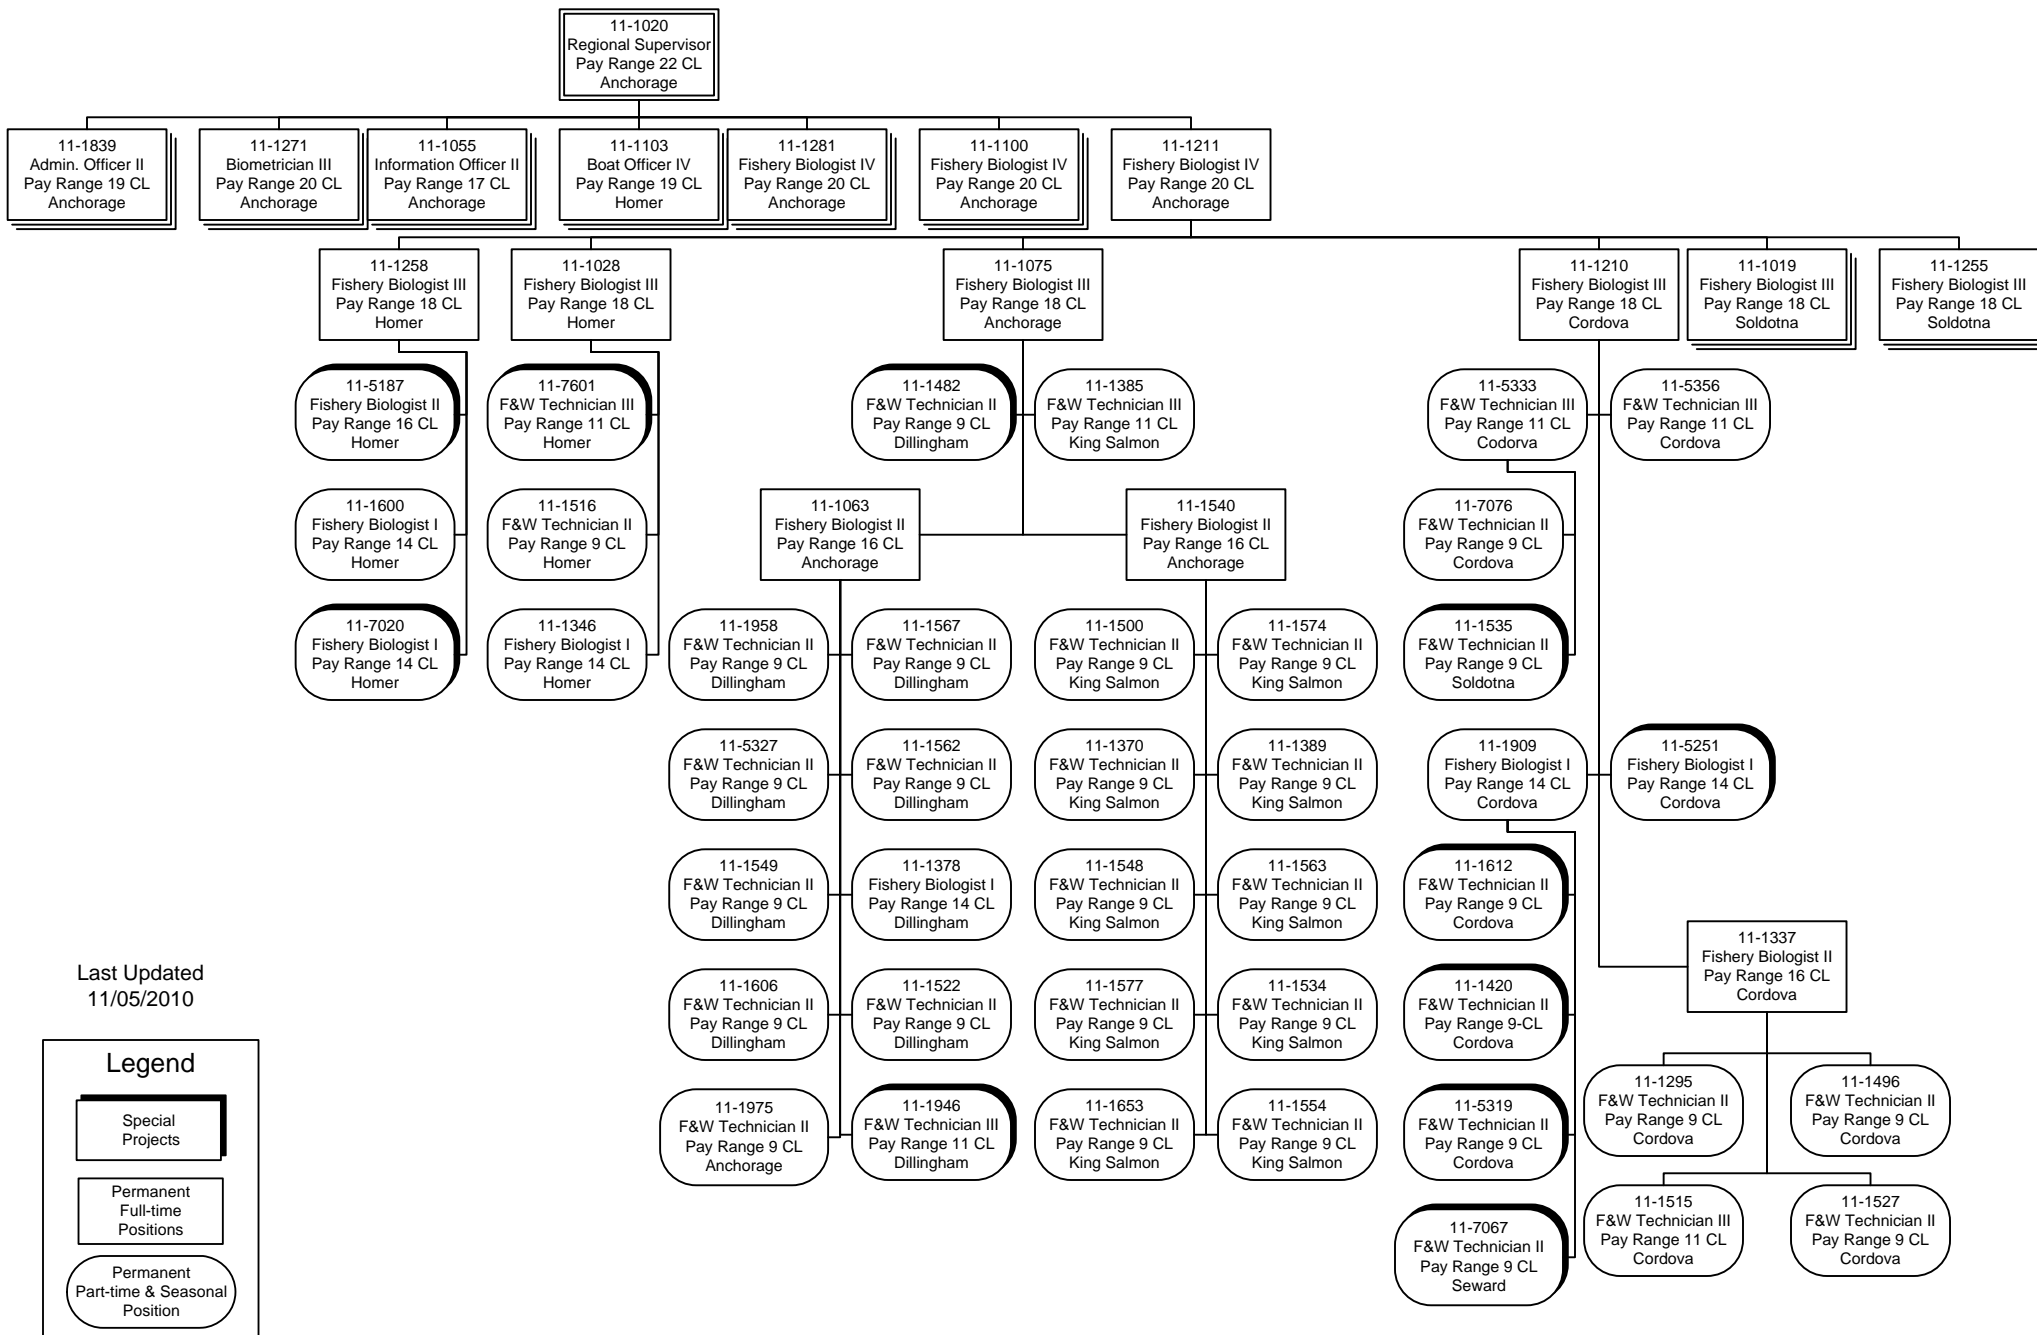 11-1020
Regional Supervisor
Pay Range 22 CL
Anchorage
11-1839
Admin. Officer II
Pay Range 19 CL
Anchorage
11-1271
Biometrician III
Pay Range 20 CL
Anchorage
11-1055
Information Officer II
Pay Range 17 CL
Anchorage
11-1103
Boat Officer IV
Pay Range 19 CL
Homer
11-1281
Fishery Biologist IV
Pay Range 20 CL
Anchorage
11-1100
Fishery Biologist IV
Pay Range 20 CL
Anchorage
11-1211
Fishery Biologist IV
Pay Range 20 CL
Anchorage
11-1258
Fishery Biologist III
Pay Range 18 CL
Homer
11-1028
Fishery Biologist III
Pay Range 18 CL
Homer
11-1075
Fishery Biologist III
Pay Range 18 CL
Anchorage
11-1210
Fishery Biologist III
Pay Range 18 CL
Cordova
11-1019
Fishery Biologist III
Pay Range 18 CL
Soldotna
11-1255
Fishery Biologist III
Pay Range 18 CL
Soldotna
11-5187
Fishery Biologist II
Pay Range 16 CL
Homer
11-7601
F&W Technician III
Pay Range 11 CL
Homer
11-1482
F&W Technician II
Pay Range 9 CL
Dillingham
11-1385
F&W Technician III
Pay Range 11 CL
King Salmon
11-5333
F&W Technician III
Pay Range 11 CL
Codorva
11-5356
F&W Technician III
Pay Range 11 CL
Cordova
11-1600
Fishery Biologist I
Pay Range 14 CL
Homer
11-1516
F&W Technician II
Pay Range 9 CL
Homer
11-1063
Fishery Biologist II
Pay Range 16 CL
Anchorage
11-1540
Fishery Biologist II
Pay Range 16 CL
Anchorage
11-7076
F&W Technician II
Pay Range 9 CL
Cordova
11-7020
Fishery Biologist I
Pay Range 14 CL
Homer
11-1346
Fishery Biologist I
Pay Range 14 CL
Homer
11-1958
F&W Technician II
Pay Range 9 CL
Dillingham
11-1567
F&W Technician II
Pay Range 9 CL
Dillingham
11-1500
F&W Technician II
Pay Range 9 CL
King Salmon
11-1574
F&W Technician II
Pay Range 9 CL
King Salmon
11-1535
F&W Technician II
Pay Range 9 CL
Soldotna
11-5327
F&W Technician II
Pay Range 9 CL
Dillingham
11-1562
F&W Technician II
Pay Range 9 CL
Dillingham
11-1370
F&W Technician II
Pay Range 9 CL
King Salmon
11-1389
F&W Technician II
Pay Range 9 CL
King Salmon
11-1909
Fishery Biologist I
Pay Range 14 CL
Cordova
11-5251
Fishery Biologist I
Pay Range 14 CL
Cordova
11-1549
F&W Technician II
Pay Range 9 CL
Dillingham
11-1378
Fishery Biologist I
Pay Range 14 CL
Dillingham
11-1548
F&W Technician II
Pay Range 9 CL
King Salmon
11-1563
F&W Technician II
Pay Range 9 CL
King Salmon
11-1612
F&W Technician II
Pay Range 9 CL
Cordova
11-1337
Fishery Biologist II
Pay Range 16 CL
Cordova
11-1606
F&W Technician II
Pay Range 9 CL
Dillingham
11-1522
F&W Technician II
Pay Range 9 CL
Dillingham
11-1577
F&W Technician II
Pay Range 9 CL
King Salmon
11-1534
F&W Technician II
Pay Range 9 CL
King Salmon
11-1420
F&W Technician II
Pay Range 9-CL
Cordova
11-1975
F&W Technician II
Pay Range 9 CL
Anchorage
11-1946
F&W Technician III
Pay Range 11 CL
Dillingham
11-1653
F&W Technician II
Pay Range 9 CL
King Salmon
11-1554
F&W Technician II
Pay Range 9 CL
King Salmon
11-5319
F&W Technician II
Pay Range 9 CL
Cordova
11-1295
F&W Technician II
Pay Range 9 CL
Cordova
11-1496
F&W Technician II
Pay Range 9 CL
Cordova
11-7067
F&W Technician II
Pay Range 9 CL
Seward
11-1515
F&W Technician III
Pay Range 11 CL
Cordova
11-1527
F&W Technician II
Pay Range 9 CL
Cordova
Last Updated
11/05/2010
Legend
Special
Projects
Permanent
Full-time
Positions
Permanent
Part-time & Seasonal
Position